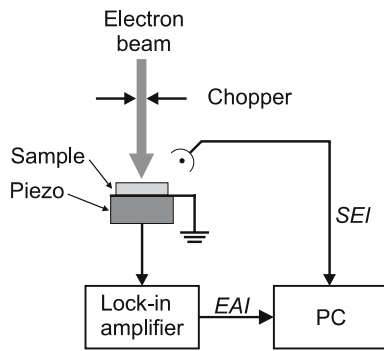 Electron
beam
Chopper
Sample
Piezo
SEI
Lock-in
amplifier
EAI
PC